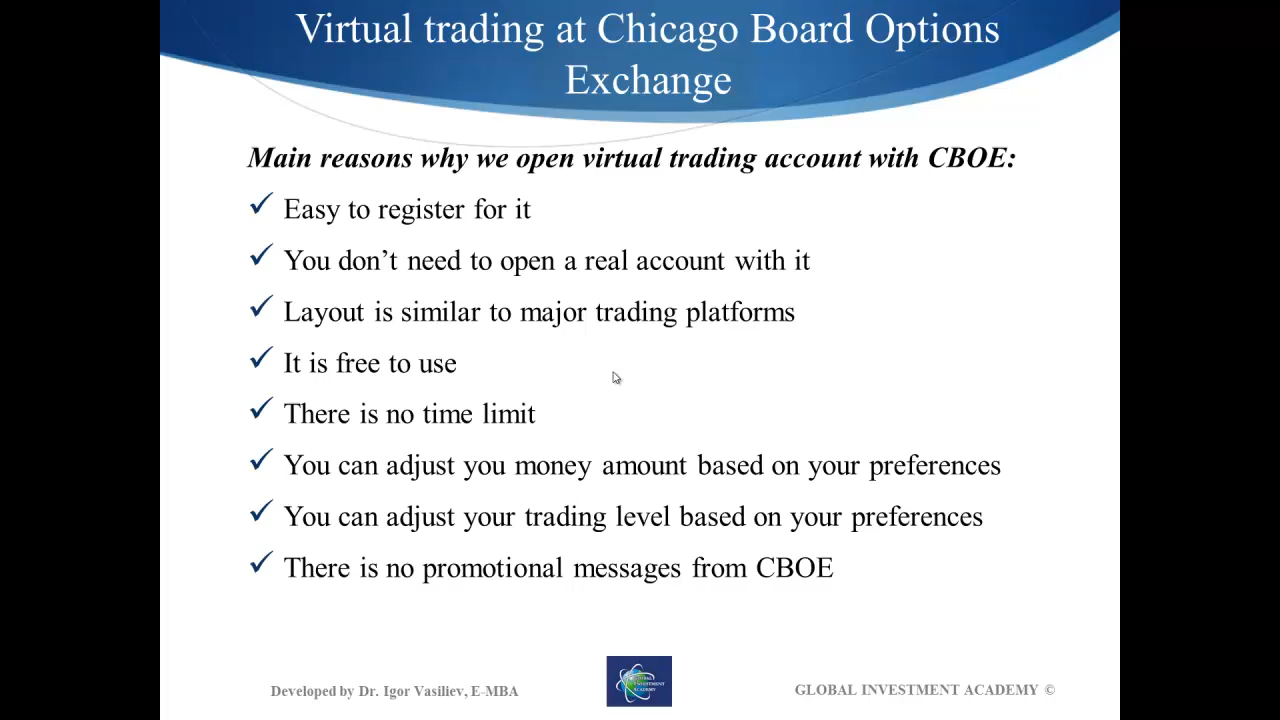 Virtual trading at Chicago Board Options
Exchange
Main reasons why we open virtual trading account with CBOE:
Easy to register for it
You don’t need to open a real account with it
Layout is similar to major trading platforms
It is free to use
There is no time limit
You can adjust you money amount based on your preferences
You can adjust your trading level based on your preferences
There is no promotional messages from CBOE
Developed by Dr. Igor Vasiliev, E-MBA
GLOBAL
INVESTMENT
ACADEMY
GLOBAL INVESTMENT ACADEMY ©